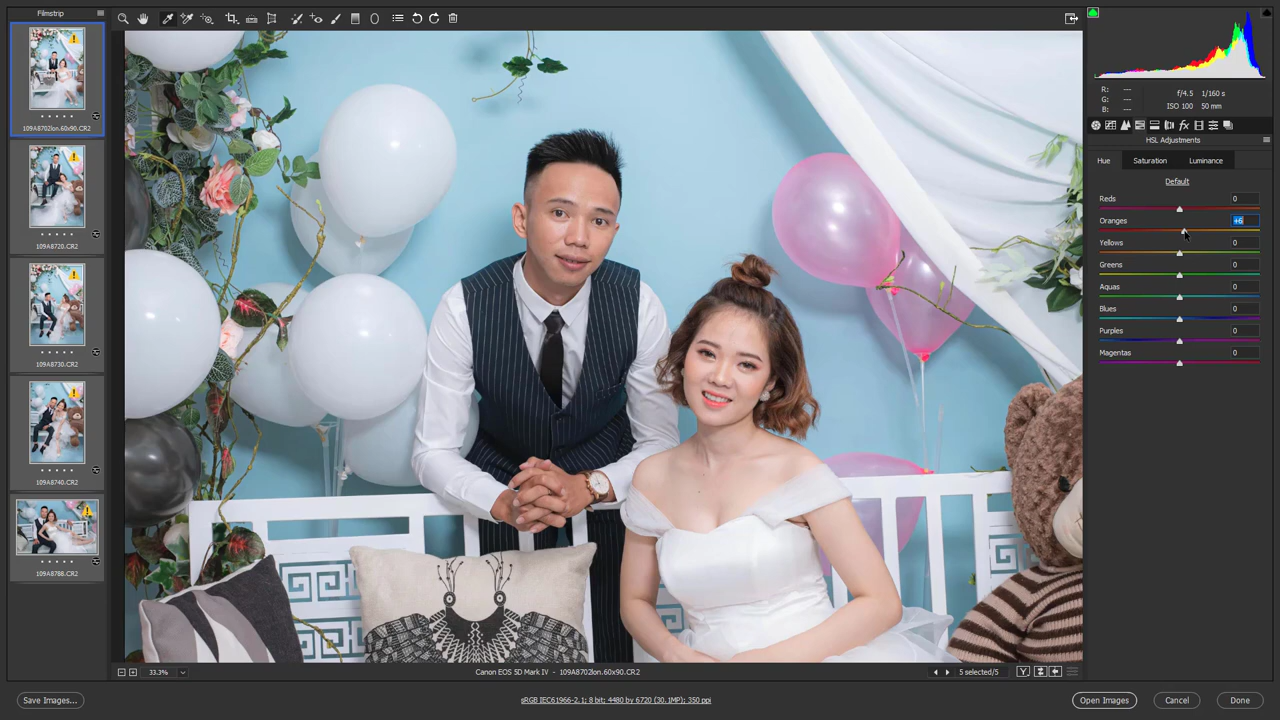 Filmstrip
109A8702lon.60x90.CR2
109A8720.CR2
109A8730.CR2
109A8740.CR2
109A8788.CR2
33.3%
Canon EOS 5D Mark IV - 109A8702lon.60x90.CR2
5 selected/5
Y
Save Images...
sRGB IEC61966-2.1; 8 bit; 4480 by 6720 (30.1MP); 350 ppi
Open Images
Cancel
Done
R: ---
G: ---
B: ---
f/4.5 1/160 s
ISO 100 50 mm
fx
HSL Adjustments
Hue Saturation Luminance
Default
Reds 0
Oranges +6
Yellows 0
Greens 0
Aquas 0
Blues 0
Purples 0
Magentas 0